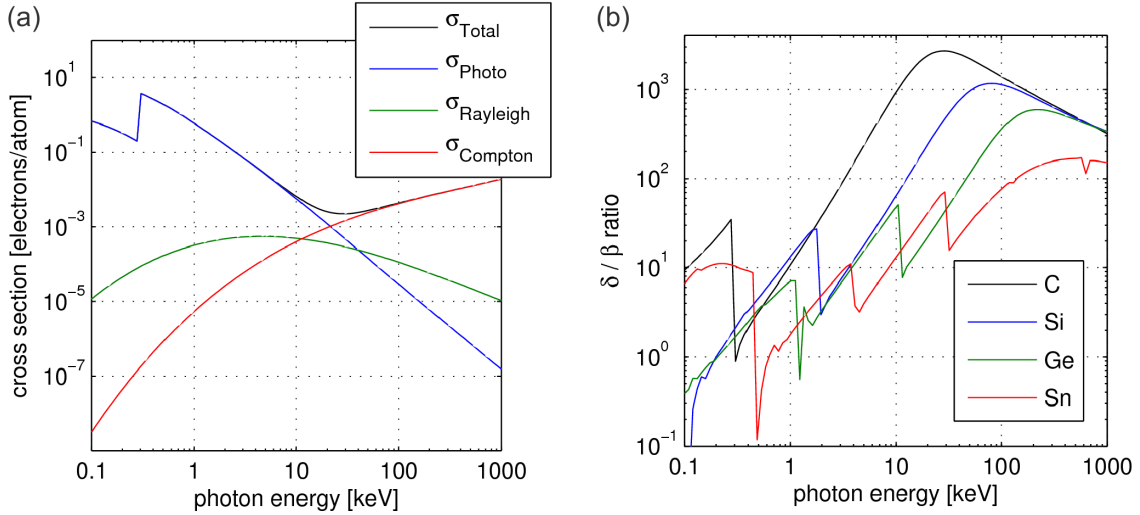 (a)
σTotal
σPhoto
σRayleigh
σCompton
10^1
10^-1
10^-3
10^-5
10^-7
cross section [electrons/atom]
0.1 1 10 100 1000
photon energy [keV]
(b)
10^3
10^2
10^1
10^0
10^-1
δ / β ratio
C
Si
Ge
Sn
0.1 1 10 100 1000
photon energy [keV]